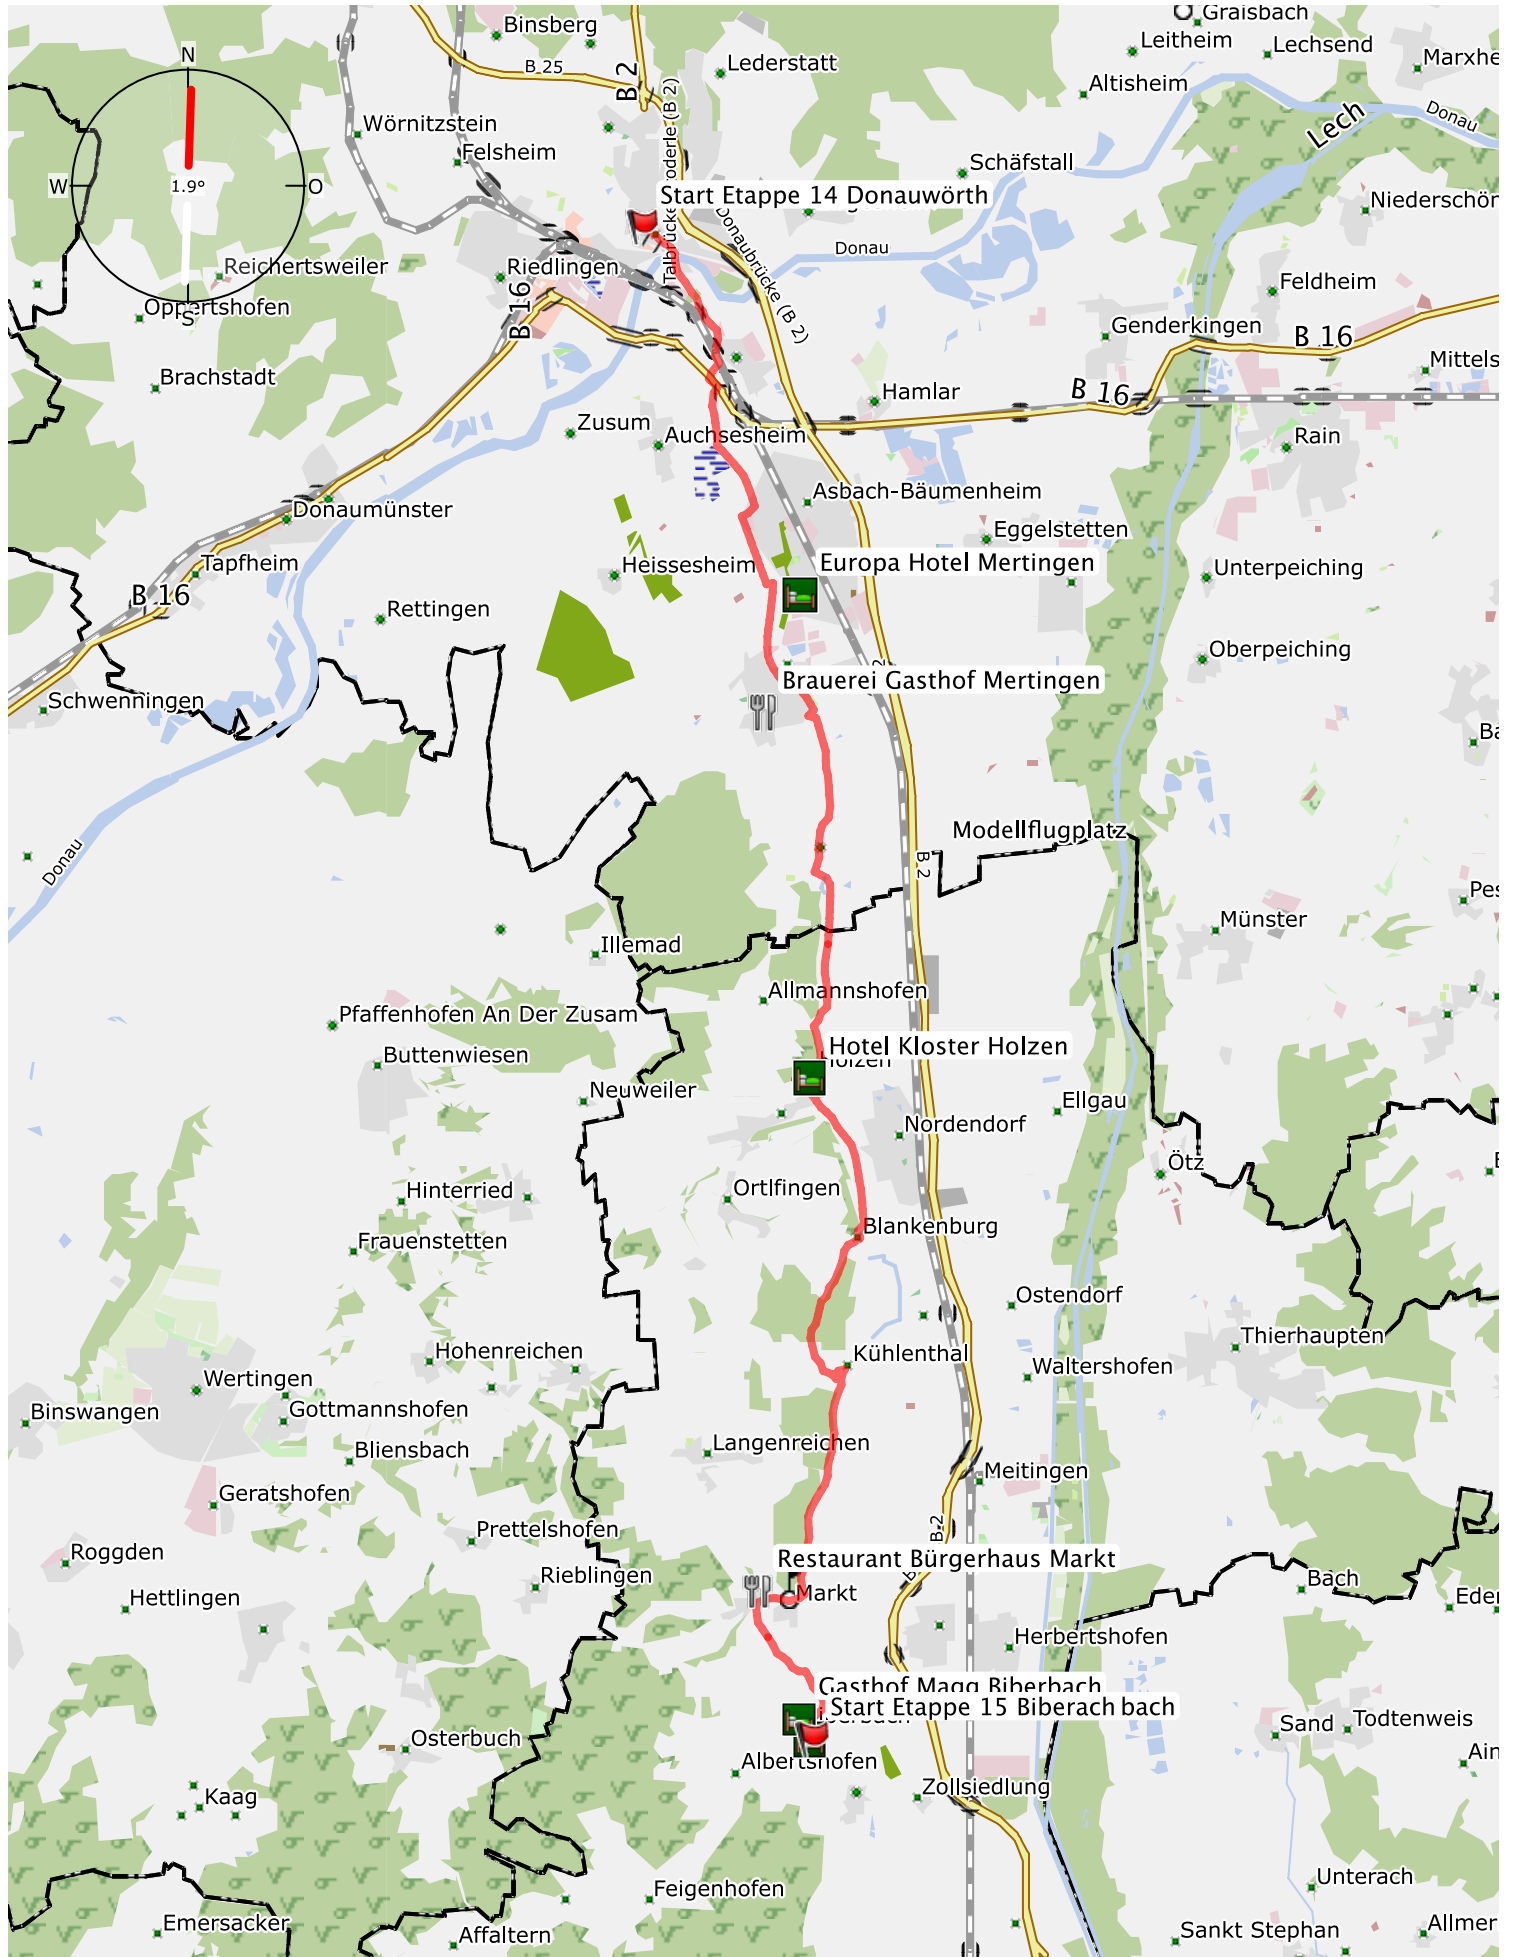 Graisbach
Binsberg
Leitheim
Lechsend
Marxhe
N
B 25
B 2
Lederstatt
Altisheim
Lech
Donau
Wörnitzstein
Felsheim
Schäfstall
W
1.9°
O
Start Etappe 14 Donauwörth
Niederschör
Donaubrücke (B 2)
Donau
Reichertsweiler
Riedlingen
Feldheim
Oppertshofen
S
B 16
Genderkingen
B 16
Mittels
Brachstadt
Hamlar
B 16
Zusum
Auchsesheim
Rain
Asbach-Bäumenheim
Donaumünster
Eggelstetten
Tapfheim
Heissesheim
Europa Hotel Mertingen
Unterpeiching
B 16
Rettingen
Oberpeiching
Brauerei Gasthof Mertingen
Schwenningen
Ba
Modellflugplatz
Donau
B 2
Pes
Münster
Illemad
Allmannshofen
Pfaffenhofen An Der Zusam
Hotel Kloster Holzen
Buttenwiesen
Holzen
Neuweiler
Ellgau
Nordendorf
Ötz
Hinterried
Ortlfingen
Blankenburg
Frauenstetten
Ostendorf
Thierhaupten
Hohenreichen
Kühlenthal
Wertingen
Waltershofen
Binswangen
Gottmannshofen
Langenreichen
Bliensbach
Meitingen
Geratshofen
Prettelshofen
B 2
Roggden
Restaurant Bürgerhaus Markt
Rieblingen
Bach
Hettlingen
Markt
Eder
Herbertshofen
Gasthof Magg Biberbach
Start Etappe 15 Biberach bach
Sand
Todtenweis
Osterbuch
Albertshofen
Ain
Kaag
Zollsiedlung
Unterach
Feigenhofen
Emersacker
Affaltern
Sankt Stephan
Allmer